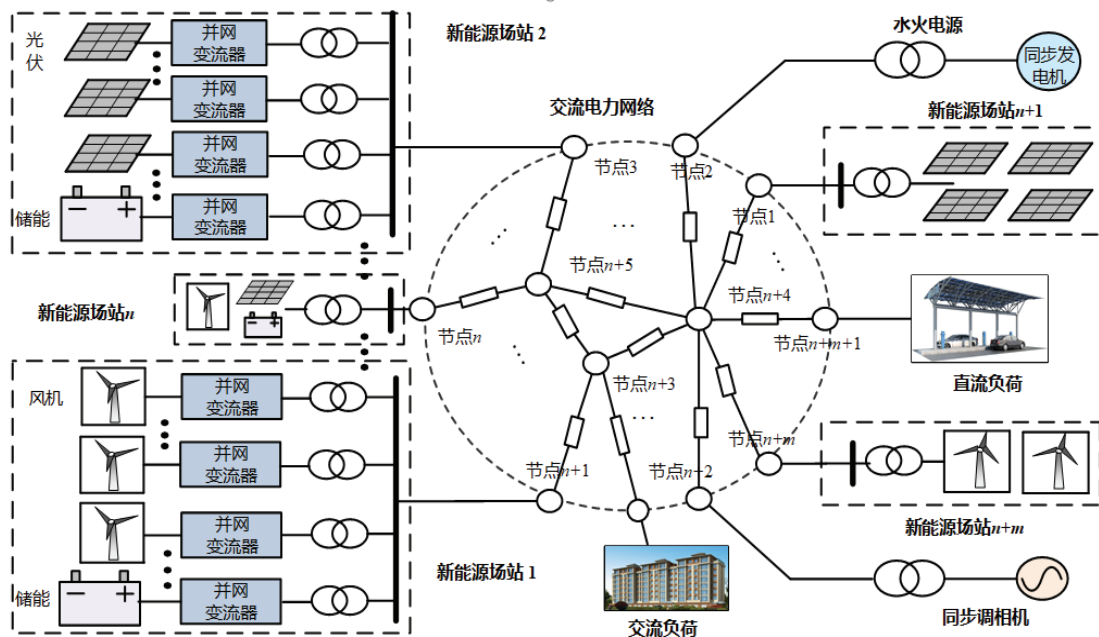 光
伏
并网
变流器
并网
变流器
并网
变流器
储能
并网
变流器
新能源场站2
水火电源
同步发
电机
新能源场站n+1
交流电力网络
节点3
节点2
节点1
节点n+5
节点n+4
节点n
节点n+m+1
节点n+3
节点n+m
节点n+1
节点n+2
新能源场站n
直流负荷
风机
并网
变流器
并网
变流器
并网
变流器
储能
并网
变流器
新能源场站1
交流负荷
新能源场站n+m
同步调相机